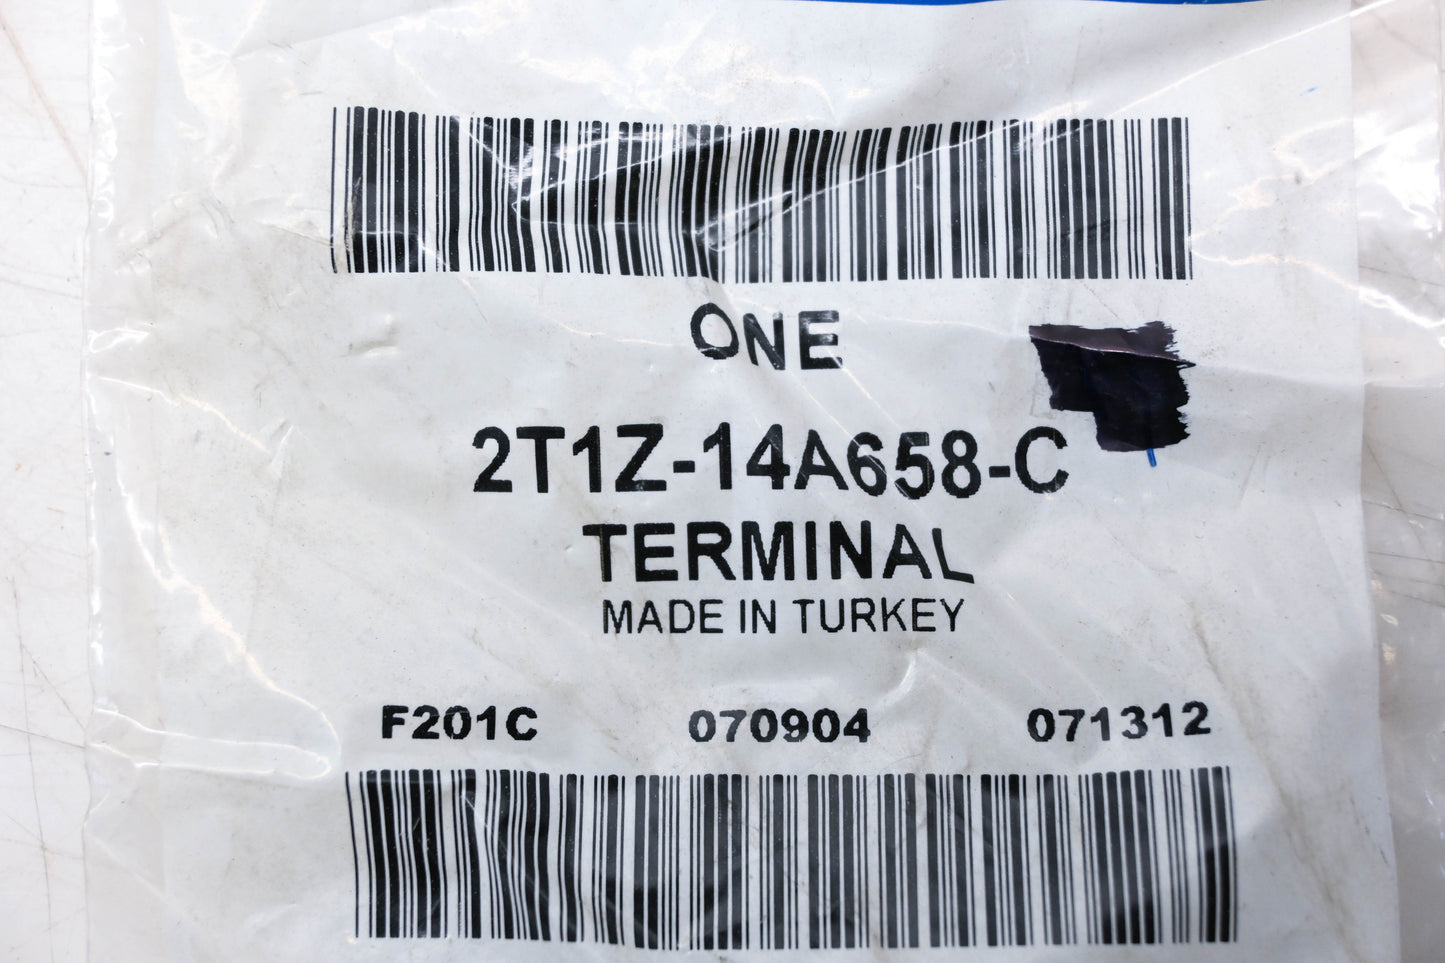 ONE
2T1Z-14A658-C
TERMINAL
MADE IN TURKEY
F201C 070904 071312